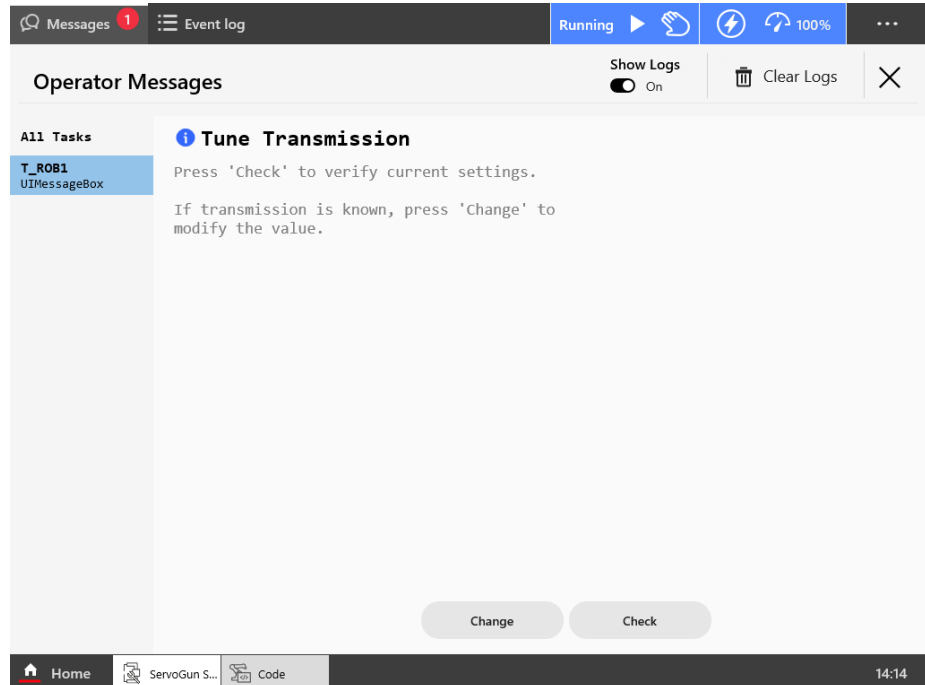 Messages 1 Event log Running 100% ...
Operator Messages Show Logs On Clear Logs
All Tasks
T_ROB1
UIMessageBox
Tune Transmission
Press 'Check' to verify current settings.
If transmission is known, press 'Change' to
modify the value.
Change Check
Home ServoGun S... Code 14:14